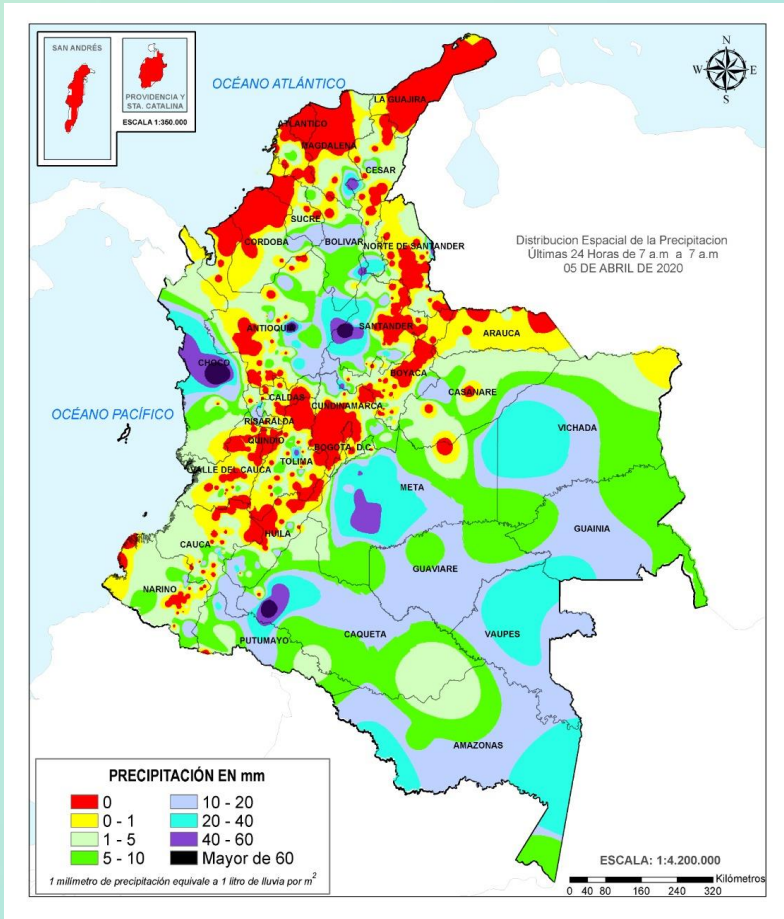 SAN ANDRÉS
PROVIDENCIA Y
STA. CATALINA
ESCALA 1:350.000
N
W E
S
OCÉANO ATLÁNTICO
LA GUAJIRA
ATLANTICO
MAGDALENA
CESAR
SUCRE
CORDOBA
BOLIVAR
NORTE DE SANTANDER
Distribucion Espacial de la Precipitacion
Últimas 24 Horas de 7 a.m a 7 a.m
05 DE ABRIL DE 2020
ANTIOQUIA
SANTANDER
ARAUCA
CHOCO
BOYACA
CASANARE
CALDAS
CUNDINAMARCA
OCÉANO PACÍFICO
RISARALDA
VICHADA
QUINDIO
BOGOTA, D.C.
TOLIMA
VALLE DEL CAUCA
META
GUAINIA
HUILA
CAUCA
GUAVIARE
NARINO
CAQUETA
VAUPES
PUTUMAYO
AMAZONAS
PRECIPITACIÓN EN mm
0
0 - 1
1 - 5
5 - 10
10 - 20
20 - 40
40 - 60
Mayor de 60
1 milímetro de precipitación equivale a 1 litro de lluvia por m²
ESCALA: 1:4.200.000
Kilómetros
0 40 80 160 240 320